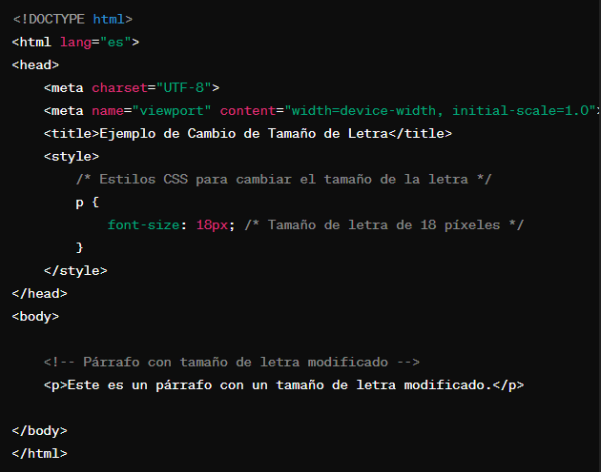 <!DOCTYPE html>
<html lang="es">
<head>
    <meta charset="UTF-8">
    <meta name="viewport" content="width=device-width, initial-scale=1.0">
    <title>Ejemplo de Cambio de Tamaño de Letra</title>
    <style>
        /* Estilos CSS para cambiar el tamaño de la letra */
        p {
            font-size: 18px; /* Tamaño de letra de 18 píxeles */
        }
    </style>
</head>
<body>

    <!-- Párrafo con tamaño de letra modificado -->
    <p>Este es un párrafo con un tamaño de letra modificado.</p>

</body>
</html>